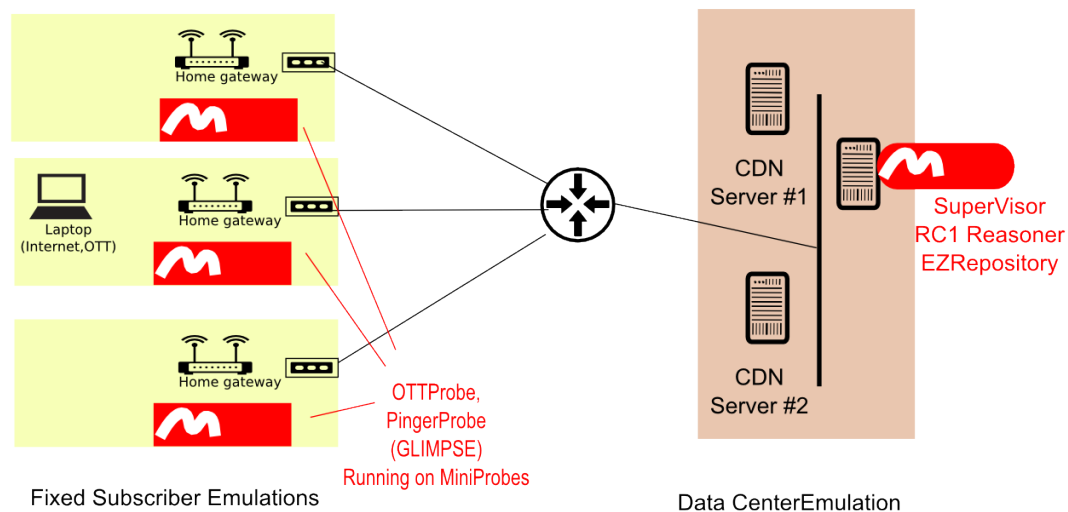 Home gateway
Laptop
(Internet,OTT)
Home gateway
Home gateway
OTTProbe,
PingerProbe
(GLIMPSE)
Running on MiniProbes
Fixed Subscriber Emulations
CDN
Server #1
SuperVisor
RC1 Reasoner
EZRepository
CDN
Server #2
Data CenterEmulation